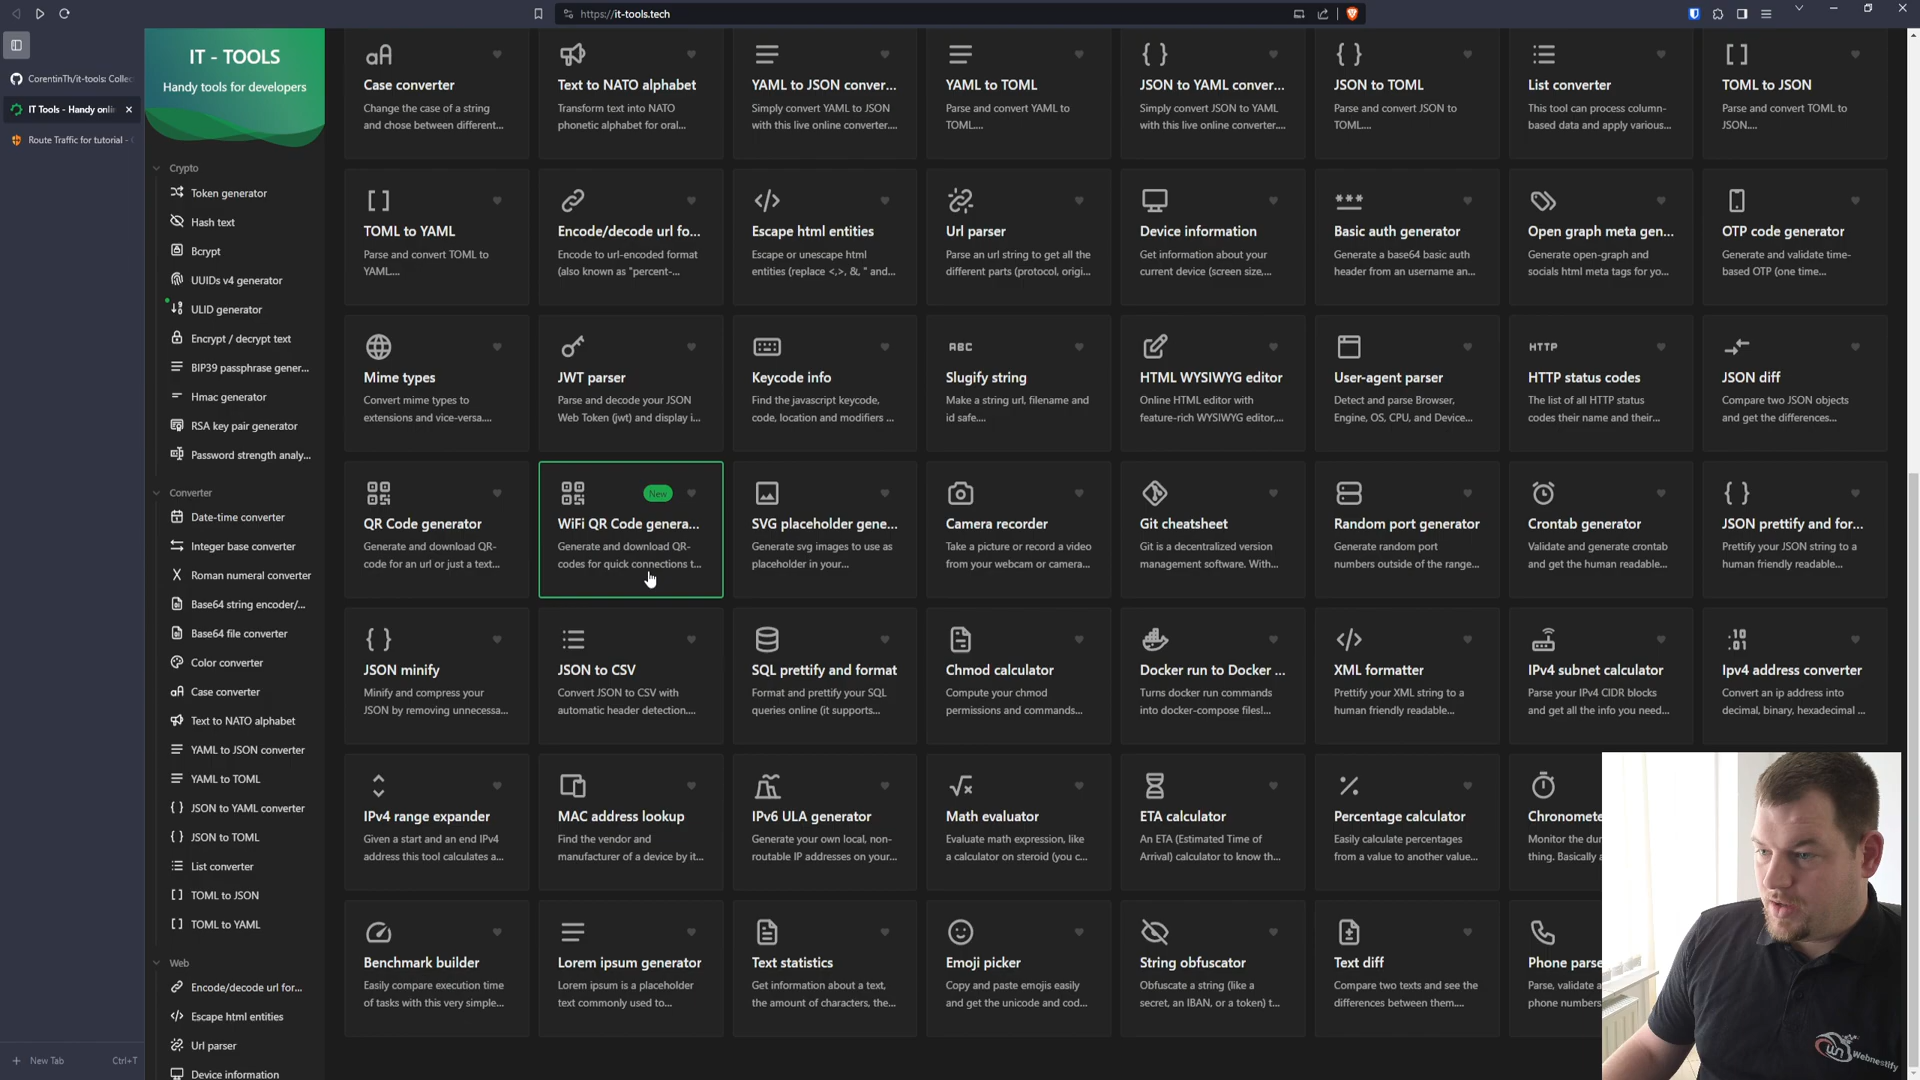 https://it-tools.tech
CorentinTh/it-tools: Collec
IT Tools - Handy onlin
Route Traffic for tutorial -
New Tab
Ctrl+T
IT - TOOLS
Handy tools for developers
Crypto
Token generator
Hash text
Bcrypt
UUIDs v4 generator
ULID generator
Encrypt / decrypt text
BIP39 passphrase gener...
Hmac generator
RSA key pair generator
Password strength analy...
Converter
Date-time converter
Integer base converter
Roman numeral converter
Base64 string encoder/...
Base64 file converter
Color converter
Case converter
Text to NATO alphabet
YAML to JSON converter
YAML to TOML
JSON to YAML converter
JSON to TOML
List converter
TOML to JSON
TOML to YAML
Web
Encode/decode url for...
Escape html entities
Url parser
Device information
aA
Case converter
Change the case of a string
and chose between different...
Text to NATO alphabet
Transform text into NATO
phonetic alphabet for oral...
YAML to JSON conver...
Simply convert YAML to JSON
with this live online converter....
YAML to TOML
Parse and convert YAML to
TOML....
{ }
JSON to YAML conver...
Simply convert JSON to YAML
with this live online converter....
{ }
JSON to TOML
Parse and convert JSON to
TOML....
List converter
This tool can process column-
based data and apply various...
[ ]
TOML to JSON
Parse and convert TOML to
JSON....
[ ]
TOML to YAML
Parse and convert TOML to
YAML....
Encode/decode url fo...
Encode to url-encoded format
(also known as "percent-...
</>
Escape html entities
Escape or unescape html
entities (replace <,>, &, " and...
Url parser
Parse an url string to get all the
different parts (protocol, origi...
Device information
Get information about your
current device (screen size,...
***
Basic auth generator
Generate a base64 basic auth
header from an username an...
Open graph meta gen...
Generate open-graph and
socials html meta tags for yo...
OTP code generator
Generate and validate time-
based OTP (one time...
Mime types
Convert mime types to
extensions and vice-versa....
JWT parser
Parse and decode your JSON
Web Token (jwt) and display i...
Keycode info
Find the javascript keycode,
code, location and modifiers ...
ABC
Slugify string
Make a string url, filename and
id safe....
HTML WYSIWYG editor
Online HTML editor with
feature-rich WYSIWYG editor,...
User-agent parser
Detect and parse Browser,
Engine, OS, CPU, and Device...
HTTP
HTTP status codes
The list of all HTTP status
codes their name and their...
JSON diff
Compare two JSON objects
and get the differences...
QR Code generator
Generate and download QR-
code for an url or just a text...
New
WiFi QR Code genera...
Generate and download QR-
codes for quick connections t...
SVG placeholder gene...
Generate svg images to use as
placeholder in your...
Camera recorder
Take a picture or record a video
from your webcam or camera...
Git cheatsheet
Git is a decentralized version
management software. With...
Random port generator
Generate random port
numbers outside of the range...
Crontab generator
Validate and generate crontab
and get the human readable...
{ }
JSON prettify and for...
Prettify your JSON string to a
human friendly readable...
{ }
JSON minify
Minify and compress your
JSON by removing unnecessa...
JSON to CSV
Convert JSON to CSV with
automatic header detection....
SQL prettify and format
Format and prettify your SQL
queries online (it supports...
Chmod calculator
Compute your chmod
permissions and commands...
Docker run to Docker ...
Turns docker run commands
into docker-compose files!...
</>
XML formatter
Prettify your XML string to a
human friendly readable...
IPv4 subnet calculator
Parse your IPv4 CIDR blocks
and get all the info you need...
Ipv4 address converter
Convert an ip address into
decimal, binary, hexadecimal ...
IPv4 range expander
Given a start and an end IPv4
address this tool calculates a...
MAC address lookup
Find the vendor and
manufacturer of a device by it...
IPv6 ULA generator
Generate your own local, non-
routable IP addresses on your...
√x
Math evaluator
Evaluate math expression, like
a calculator on steroid (you c...
ETA calculator
An ETA (Estimated Time of
Arrival) calculator to know th...
%
Percentage calculator
Easily calculate percentages
from a value to another value...
Chronomete
Monitor the dur
thing. Basically a
Benchmark builder
Easily compare execution time
of tasks with this very simple...
Lorem ipsum generator
Lorem ipsum is a placeholder
text commonly used to...
Text statistics
Get information about a text,
the amount of characters, the...
Emoji picker
Copy and paste emojis easily
and get the unicode and cod...
String obfuscator
Obfuscate a string (like a
secret, an IBAN, or a token) t...
Text diff
Compare two texts and see the
differences between them....
Phone parse
Parse, validate a
phone numbers
Webnestify